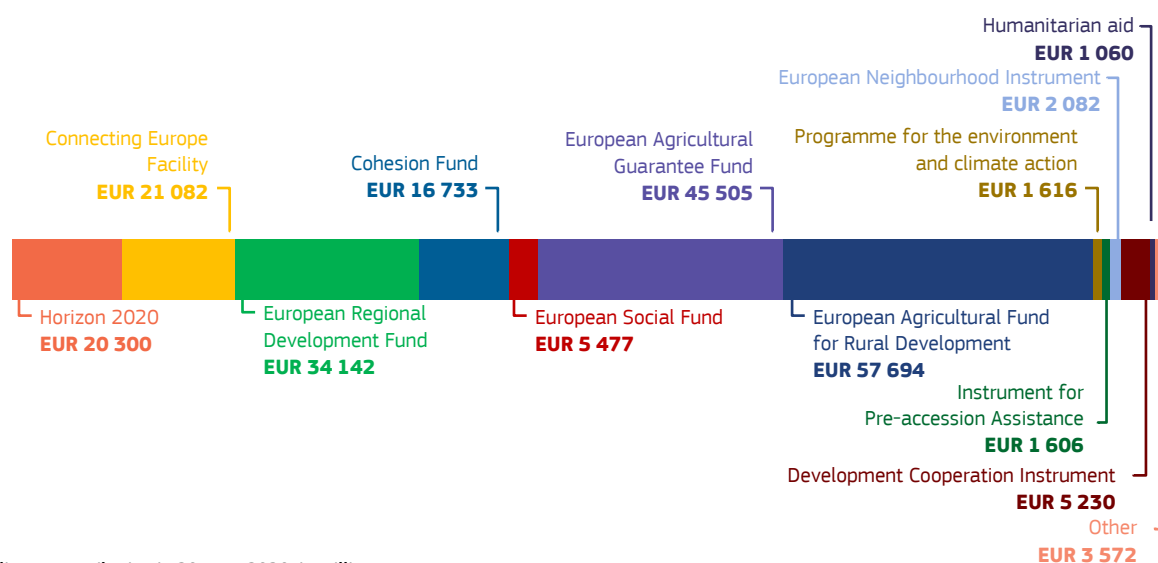 Humanitarian aid
EUR 1 060
European Neighbourhood Instrument
EUR 2 082
Connecting Europe
Facility
EUR 21 082
Cohesion Fund
EUR 16 733
European Agricultural
Guarantee Fund
EUR 45 505
Programme for the environment
and climate action
EUR 1 616
Horizon 2020
EUR 20 300
European Regional
Development Fund
EUR 34 142
European Social Fund
EUR 5 477
European Agricultural Fund
for Rural Development
EUR 57 694
Instrument for
Pre-accession Assistance
EUR 1 606
Development Cooperation Instrument
EUR 5 230
Other
EUR 3 572